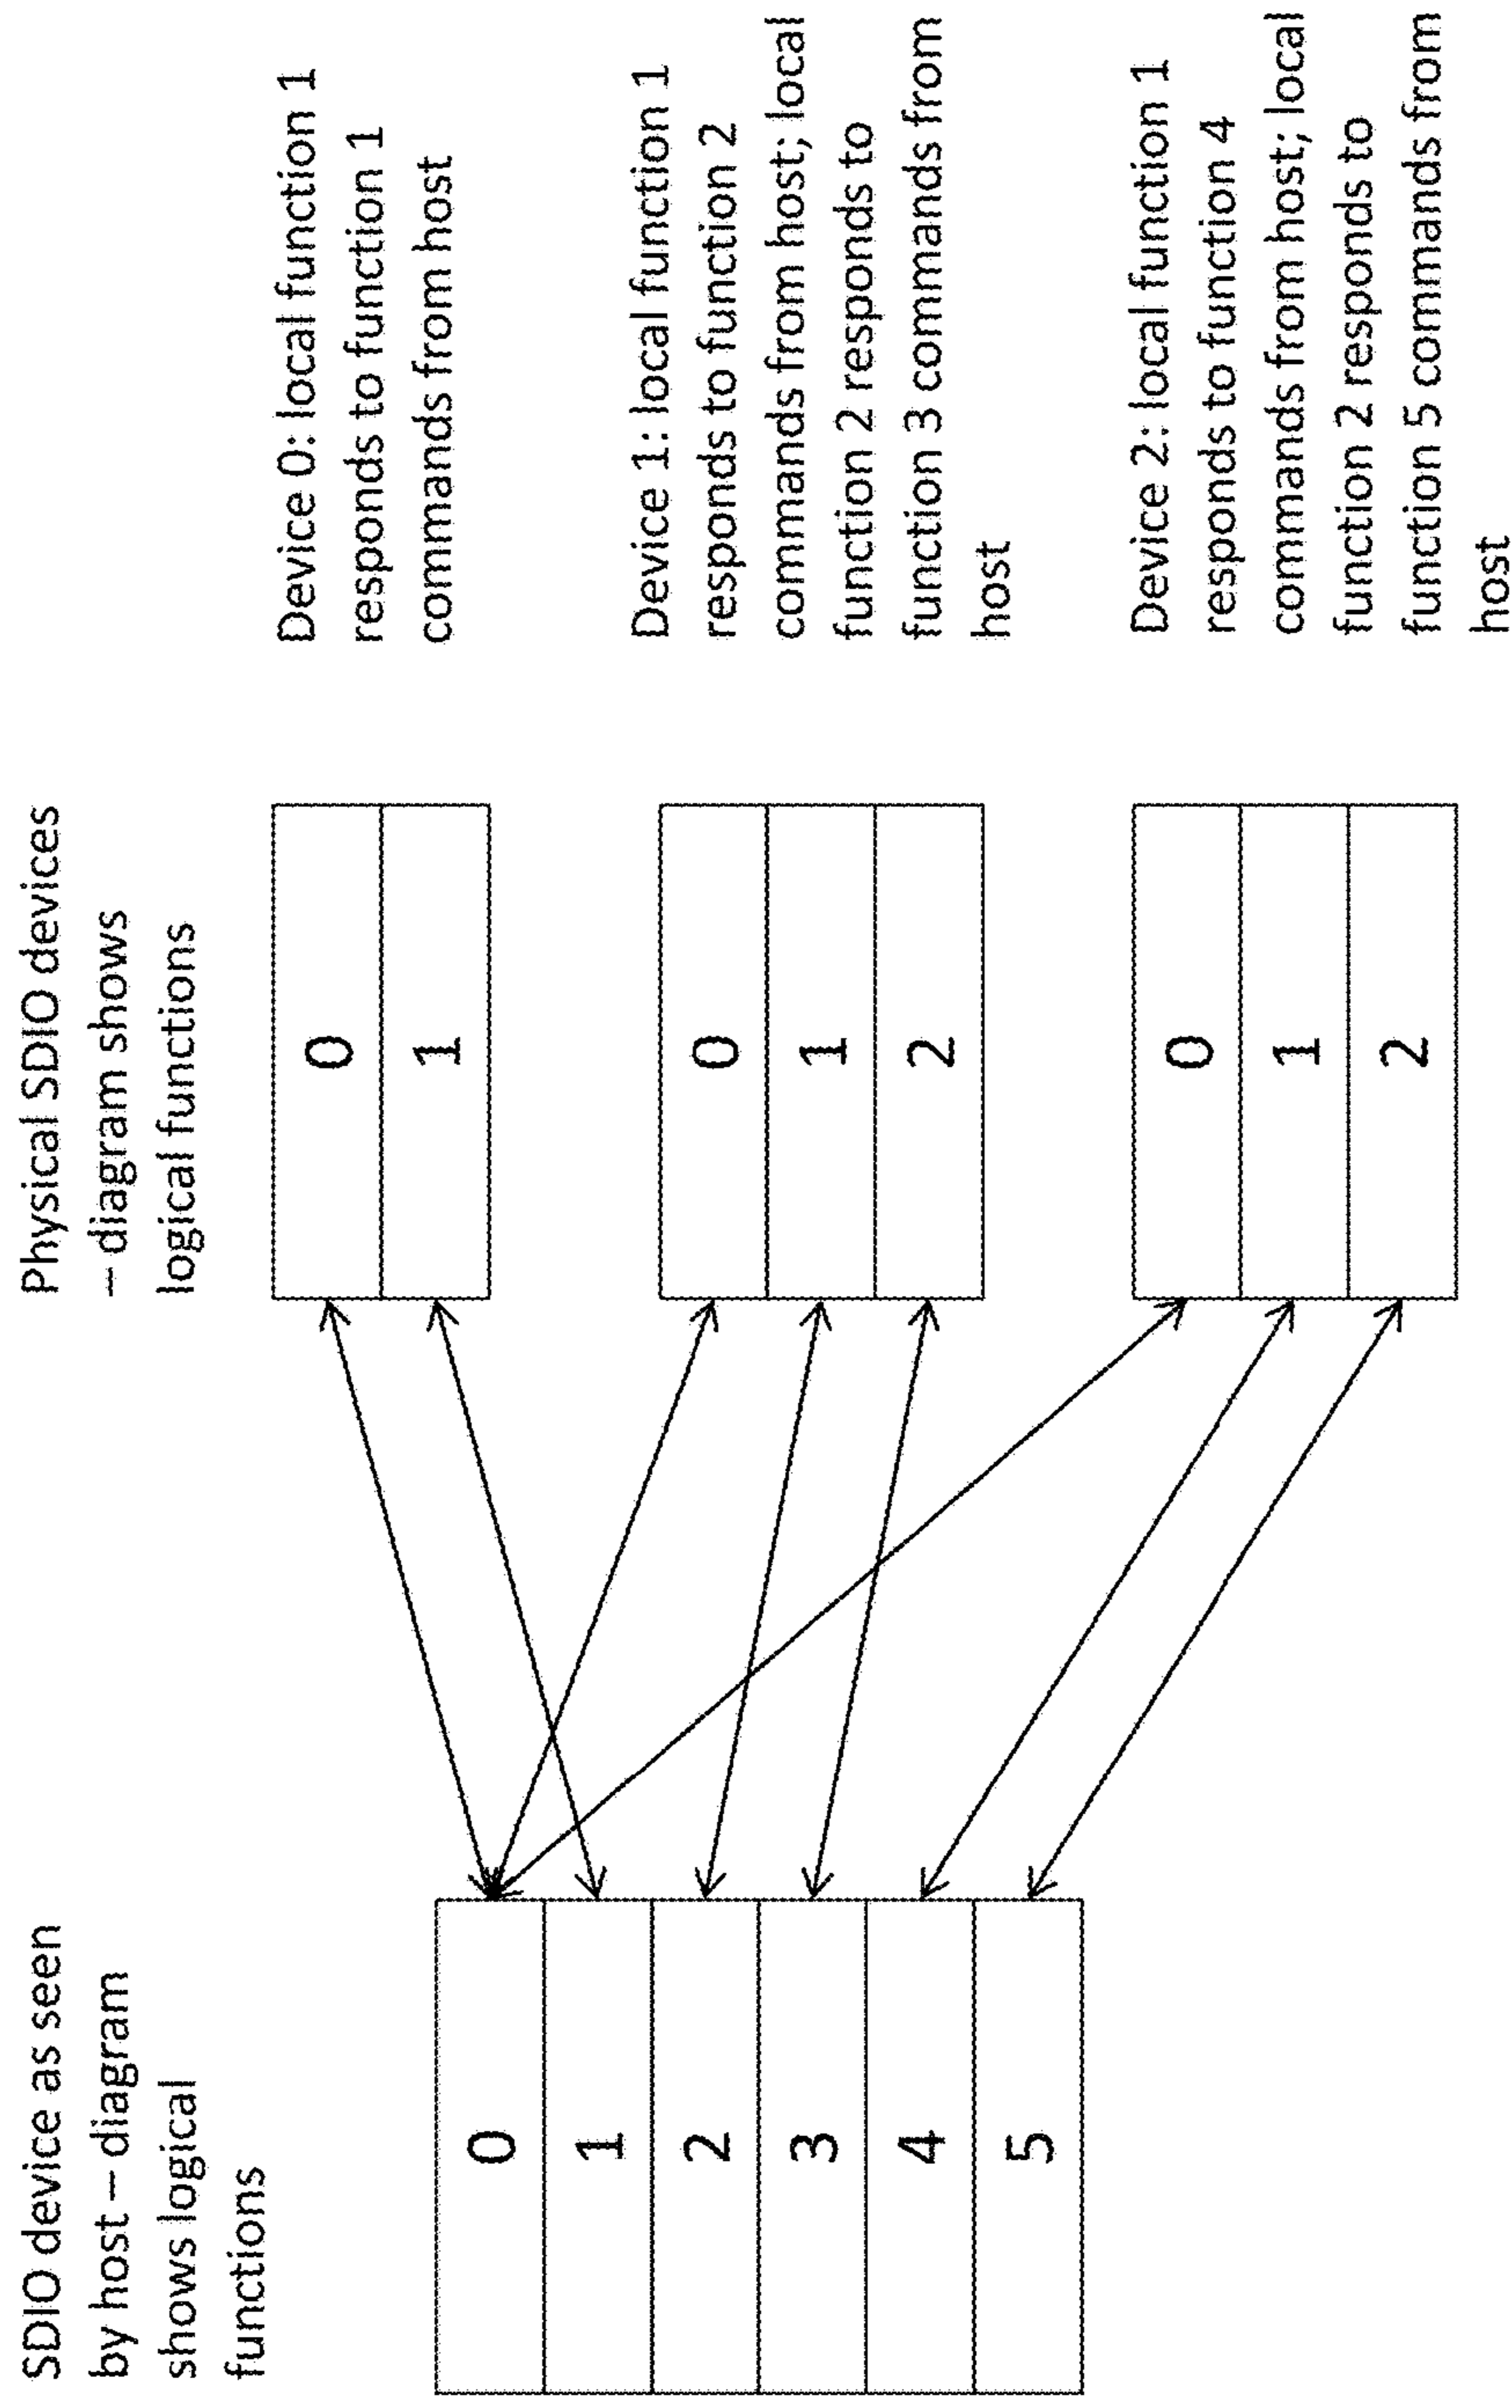 SDIO device as seen
by host – diagram
shows logical
functions
0
1
2
3
4
5
Physical SDIO devices
– diagram shows
logical functions
0
1
0
1
2
0
1
2
Device 0: local function 1
responds to function 1
commands from host
Device 1: local function 1
responds to function 2
commands from host; local
function 2 responds to
function 3 commands from
host
Device 2: local function 1
responds to function 4
commands from host; local
function 2 responds to
function 5 commands from
host